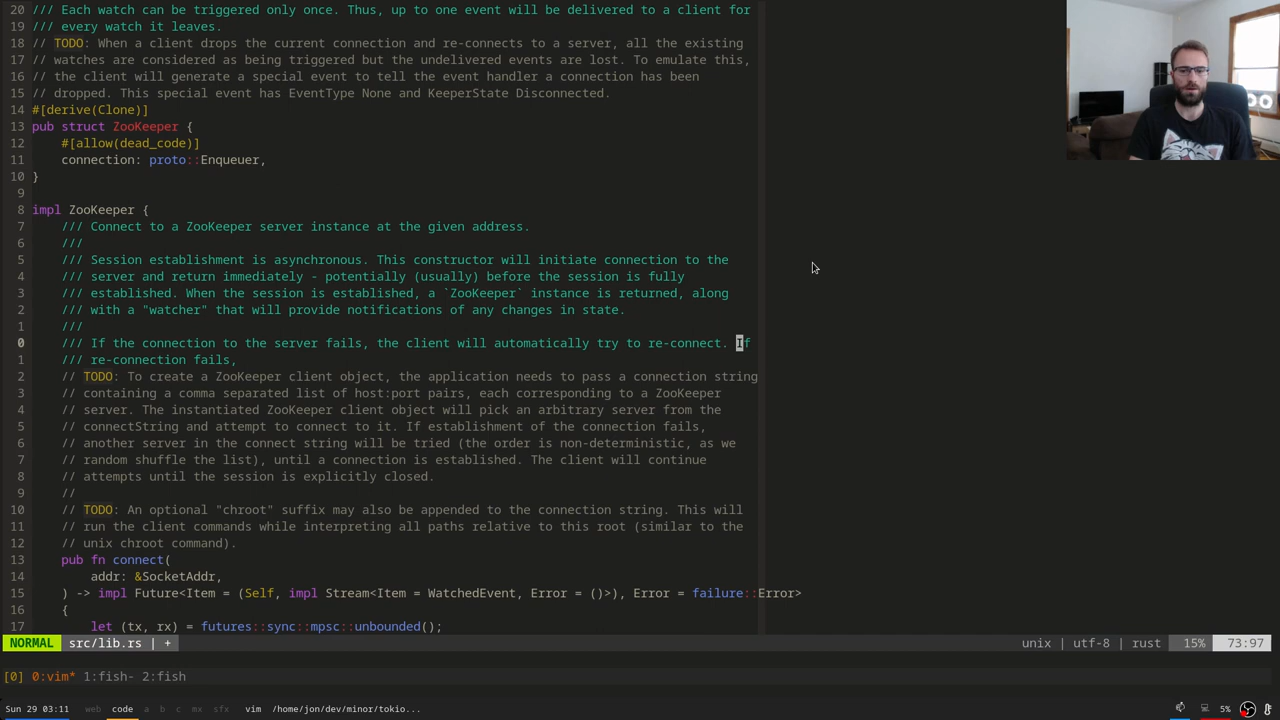 20 /// Each watch can be triggered only once. Thus, up to one event will be delivered to a client for
19 /// every watch it leaves.
18 // TODO: When a client drops the current connection and re-connects to a server, all the existing
17 // watches are considered as being triggered but the undelivered events are lost. To emulate this,
16 // the client will generate a special event to tell the event handler a connection has been
15 // dropped. This special event has EventType None and KeeperState Disconnected.
14 #[derive(Clone)]
13 pub struct ZooKeeper {
12     #[allow(dead_code)]
11     connection: proto::Enqueuer,
10 }
9
8 impl ZooKeeper {
7     /// Connect to a ZooKeeper server instance at the given address.
6     ///
5     /// Session establishment is asynchronous. This constructor will initiate connection to the
4     /// server and return immediately - potentially (usually) before the session is fully
3     /// established. When the session is established, a `ZooKeeper` instance is returned, along
2     /// with a "watcher" that will provide notifications of any changes in state.
1     ///
0     /// If the connection to the server fails, the client will automatically try to re-connect. If
1     /// re-connection fails,
2     // TODO: To create a ZooKeeper client object, the application needs to pass a connection string
3     // containing a comma separated list of host:port pairs, each corresponding to a ZooKeeper
4     // server. The instantiated ZooKeeper client object will pick an arbitrary server from the
5     // connectString and attempt to connect to it. If establishment of the connection fails,
6     // another server in the connect string will be tried (the order is non-deterministic, as we
7     // random shuffle the list), until a connection is established. The client will continue
8     // attempts until the session is explicitly closed.
9     //
10     // TODO: An optional "chroot" suffix may also be appended to the connection string. This will
11     // run the client commands while interpreting all paths relative to this root (similar to the
12     // unix chroot command).
13     pub fn connect(
14         addr: &SocketAddr,
15     ) -> impl Future<Item = (Self, impl Stream<Item = WatchedEvent, Error = ()>), Error = failure::Error>
16     {
17         let (tx, rx) = futures::sync::mpsc::unbounded();
NORMAL src/lib.rs | + unix | utf-8 | rust 15% 73:97
[0] 0:vim* 1:fish- 2:fish
Sun 29 03:11 web code a b c mx sfx vim /home/jon/dev/minor/tokio... 5%